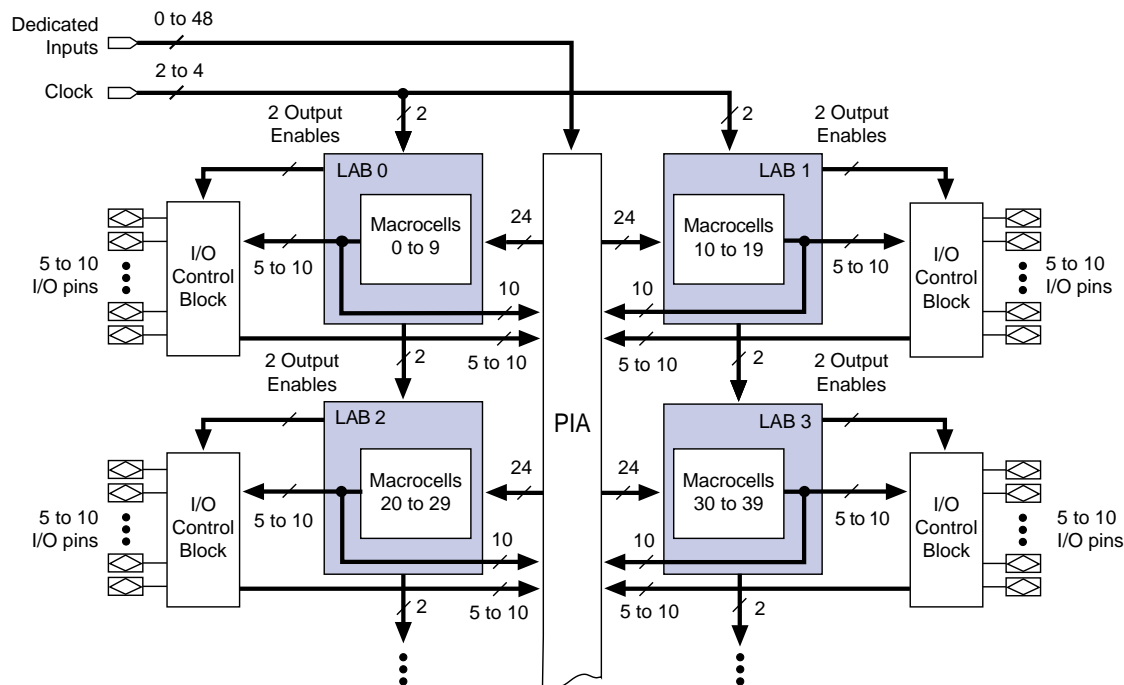 Dedicated
Inputs
0 to 48
Clock
2 to 4
2 Output
Enables
2
2
2 Output
Enables
LAB 0
LAB 1
Macrocells
0 to 9
24
24
Macrocells
10 to 19
I/O
Control
Block
5 to 10
I/O pins
5 to 10
10
10
5 to 10
I/O
Control
Block
5 to 10
I/O pins
2 Output
Enables
2
5 to 10
5 to 10
2
2 Output
Enables
LAB 2
PIA
LAB 3
Macrocells
20 to 29
24
24
Macrocells
30 to 39
I/O
Control
Block
5 to 10
I/O pins
5 to 10
10
10
5 to 10
I/O
Control
Block
5 to 10
I/O pins
2
5 to 10
5 to 10
2